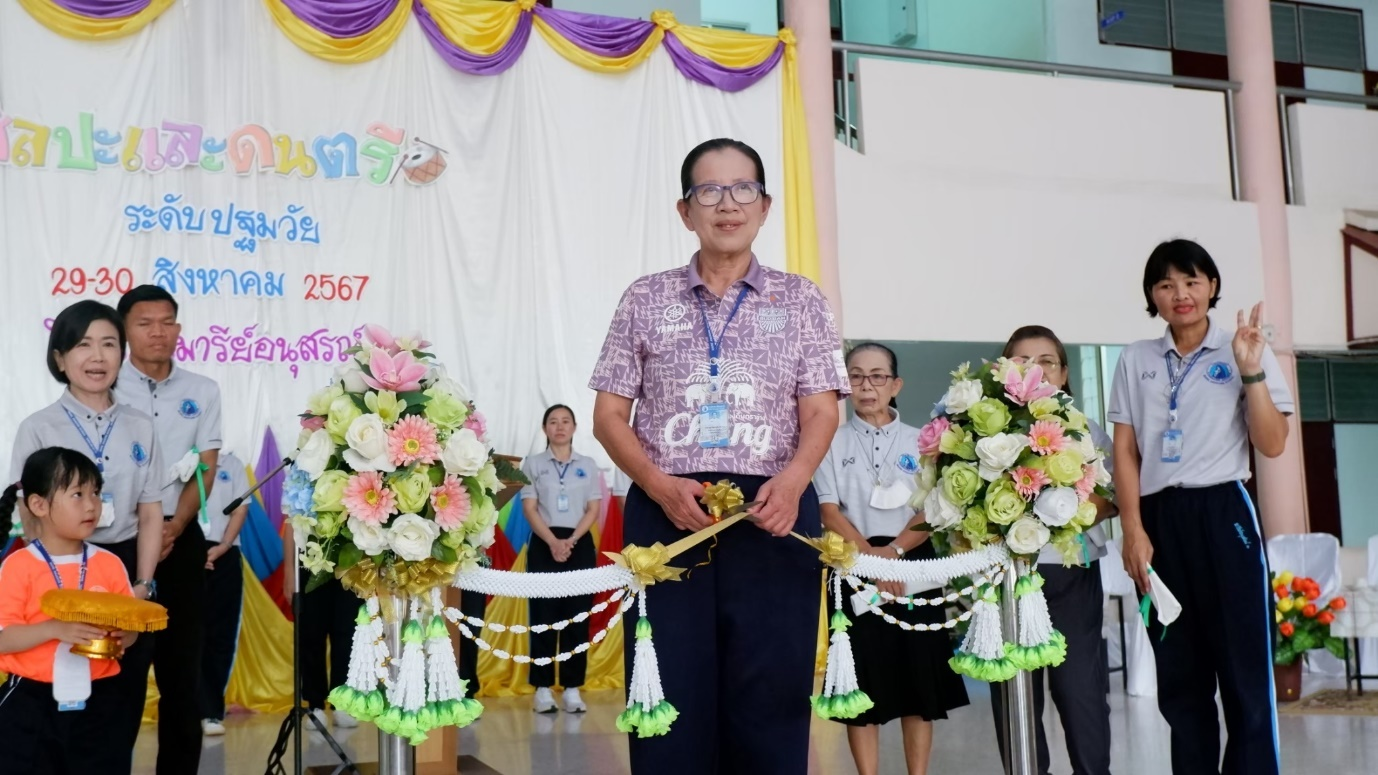 ศิลปะและดนตรี
ระดับ ปฐมวัย
29-30 สิงหาคม 2567
มารีย์อนุสรณ์
YAMAHA
Chang